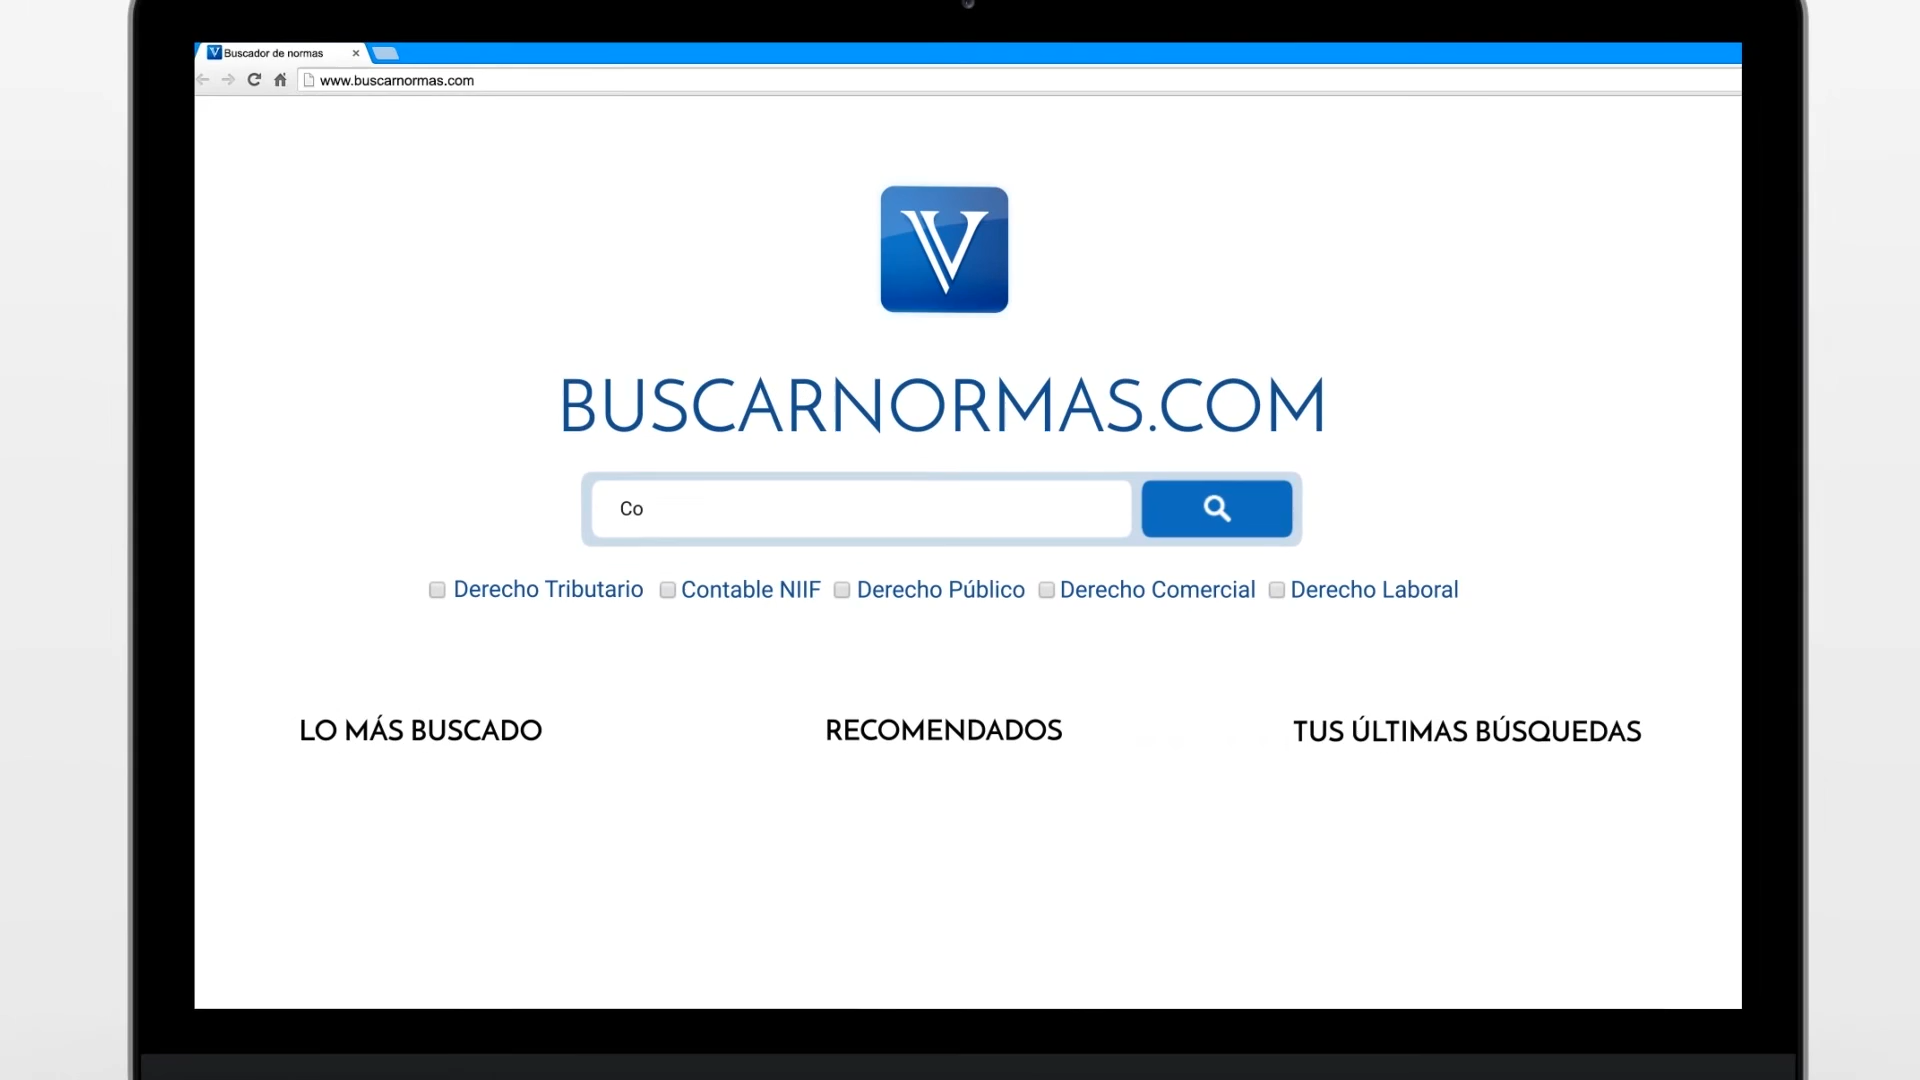 V Buscador de normas
www.buscarnormas.com
V
BUSCARNORMAS.COM
Co
Derecho Tributario Contable NIIF Derecho Público Derecho Comercial Derecho Laboral
LO MÁS BUSCADO RECOMENDADOS TUS ÚLTIMAS BÚSQUEDAS